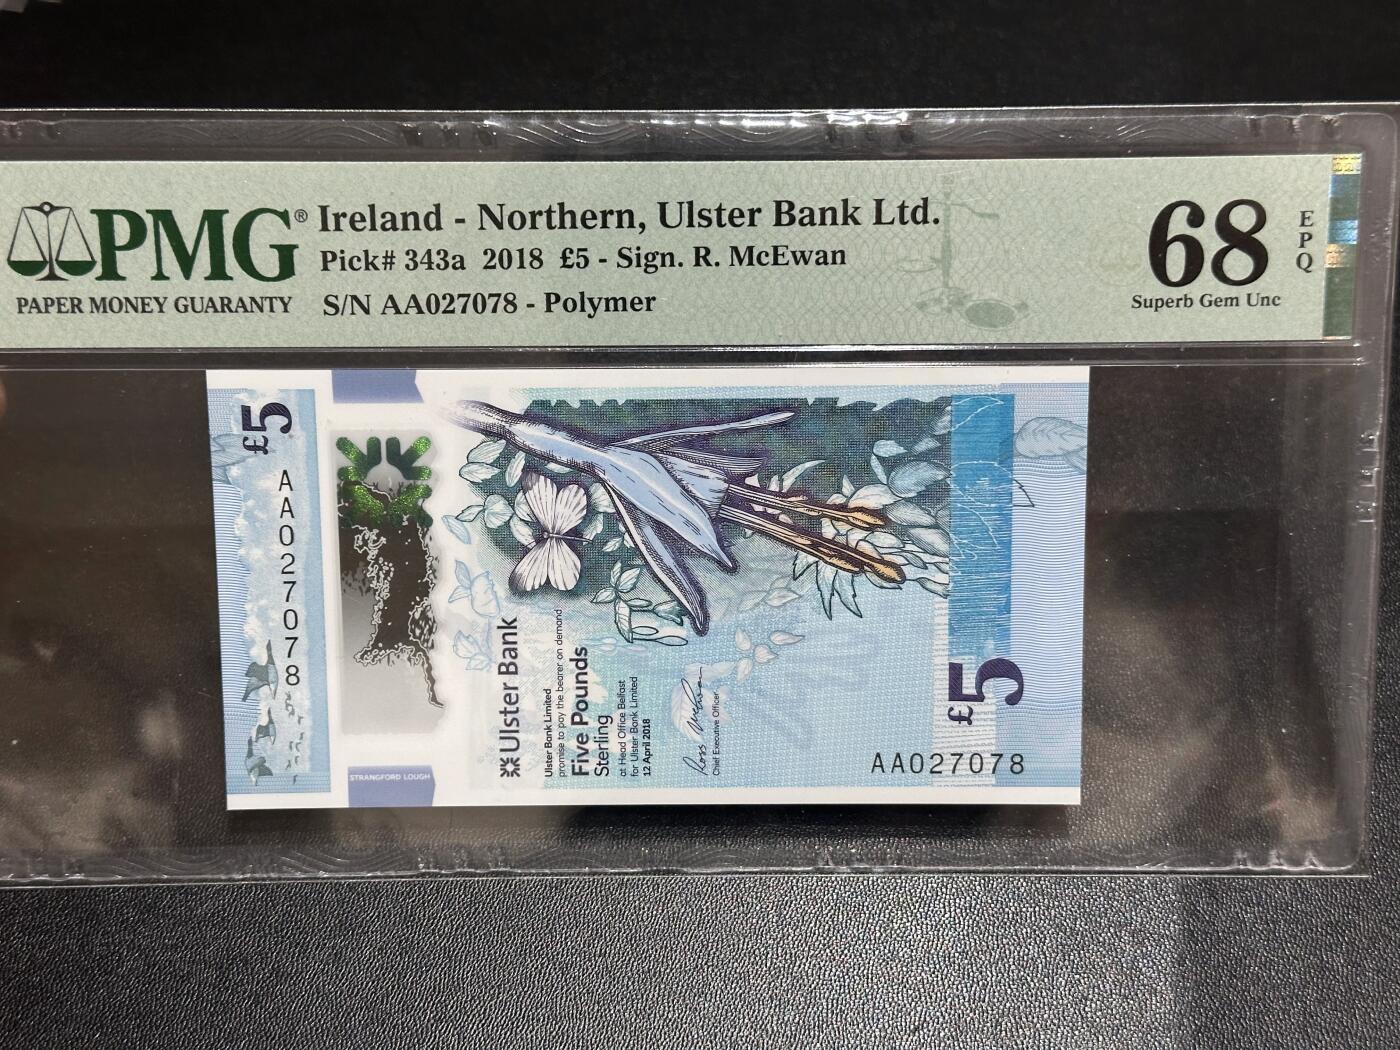 PMG®
PAPER MONEY GUARANTY
Ireland - Northern, Ulster Bank Ltd.
Pick# 343a 2018 £5 - Sign. R. McEwan
S/N AA027078 - Polymer
68
EPQ
Superb Gem Unc
£5
AA027078
STRANGFORD LOUGH
Ulster Bank
Ulster Bank Limited
promise to pay the bearer on demand
Five Pounds
Sterling
at Head Office Belfast
for Ulster Bank Limited
12 April 2018
Ross McEwan
Chief Executive Officer
£5
AA027078